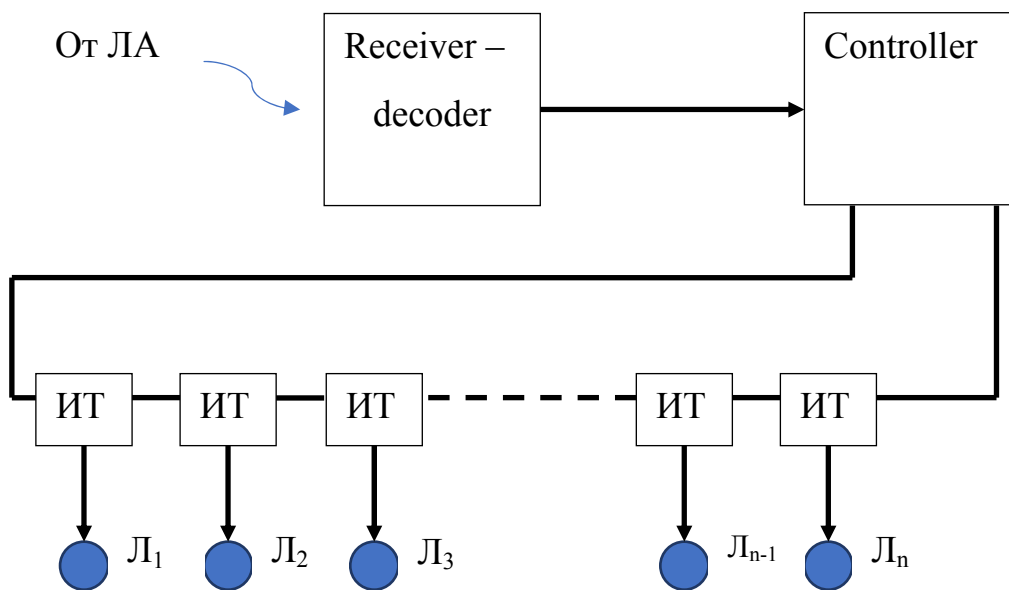 От ЛА
Receiver –
decoder
Controller
ИТ
ИТ
ИТ
ИТ
ИТ
Л1
Л2
Л3
Лn-1
Лn